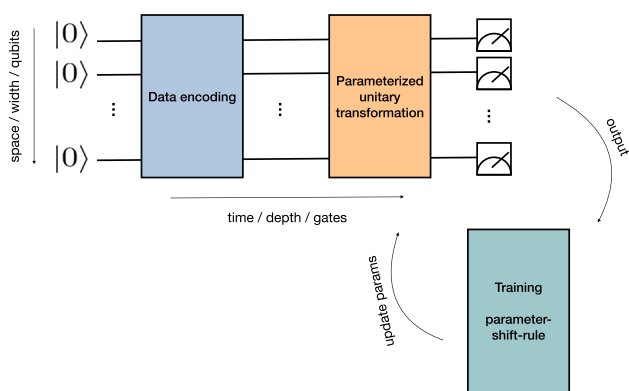 space / width / qubits
|0⟩
|0⟩
...
|0⟩
Data encoding
...
Parameterized
unitary
transformation
...
time / depth / gates
output
update params
Training
parameter-
shift-rule